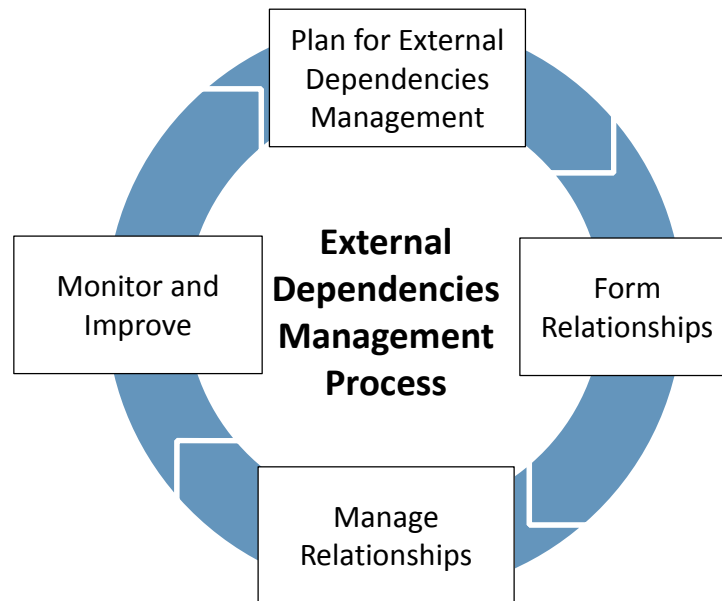 Plan for External
Dependencies
Management
External
Dependencies
Management
Process
Monitor and
Improve
Form
Relationships
Manage
Relationships